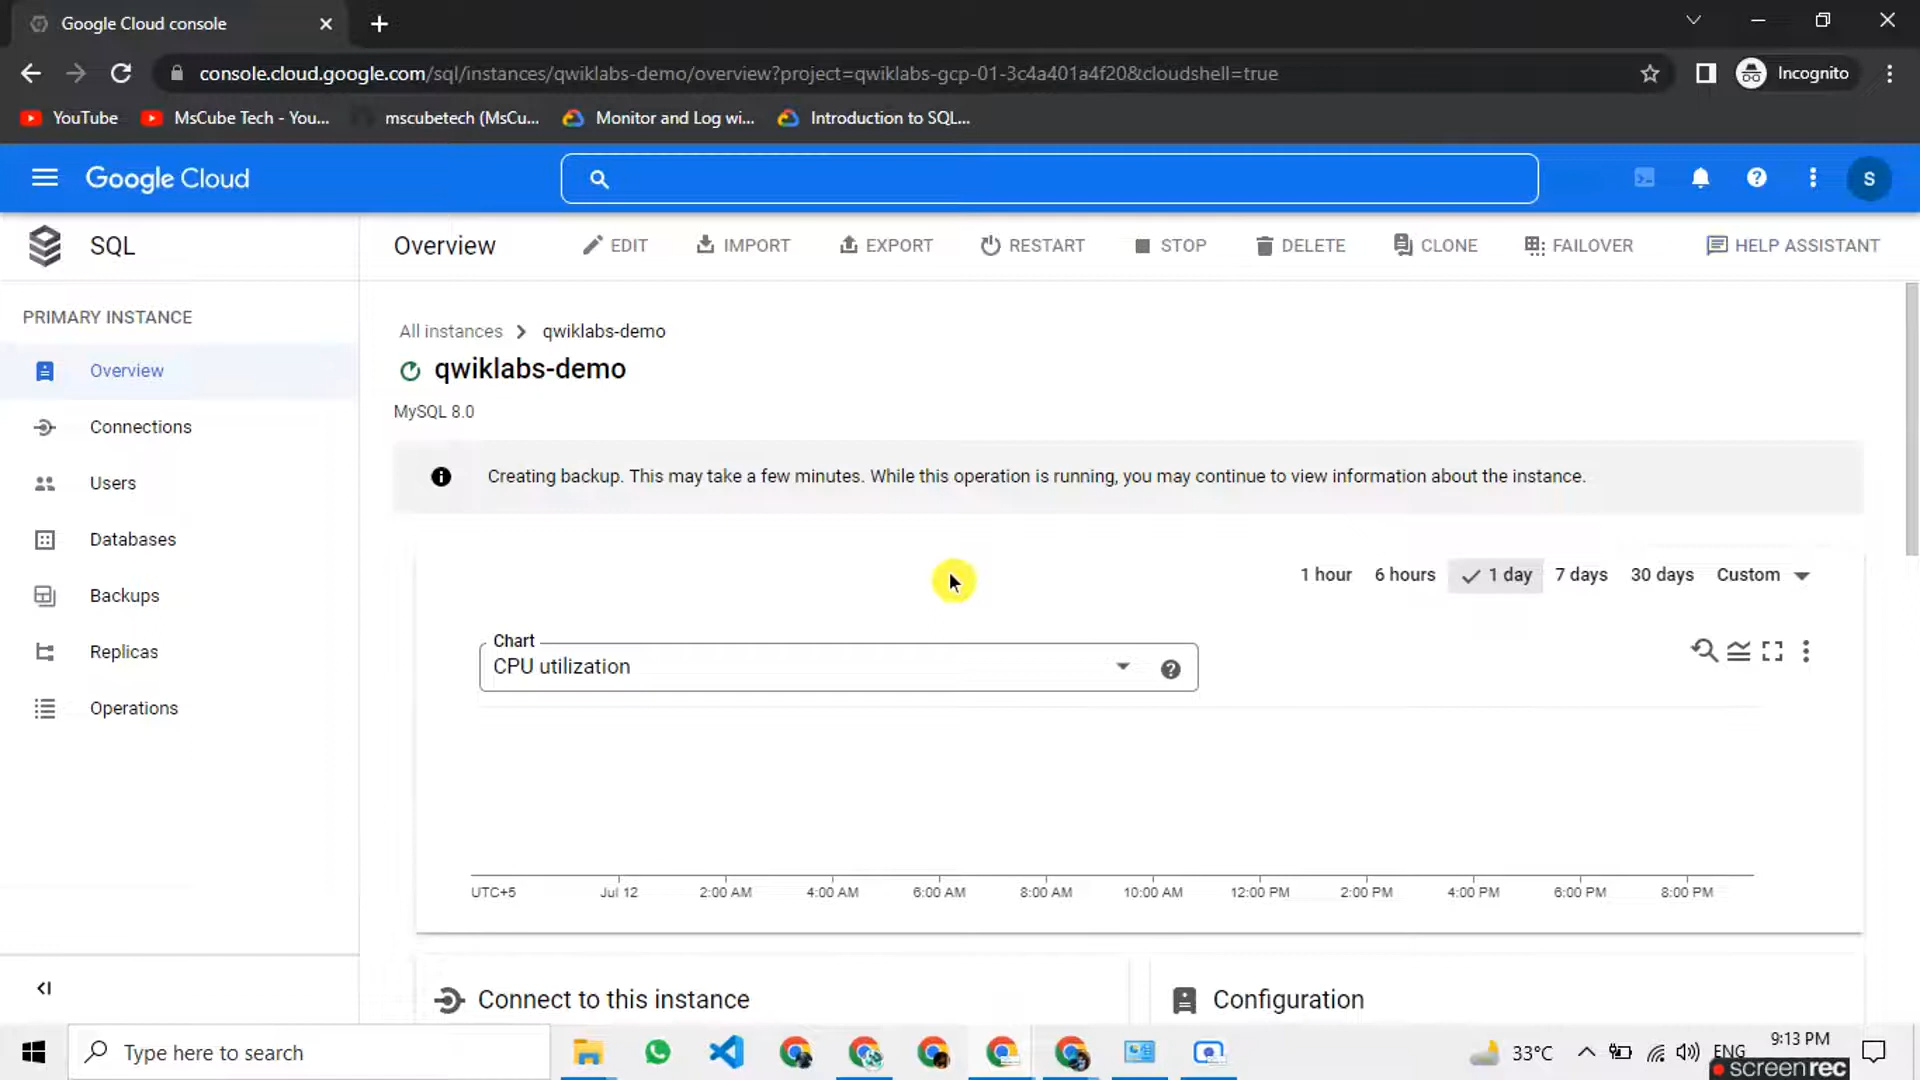 Google Cloud console
console.cloud.google.com/sql/instances/qwiklabs-demo/overview?project=qwiklabs-gcp-01-3c4a401a4f20&cloudshell=true
Incognito
YouTube
MsCube Tech - You...
mscubetech (MsCu...
Monitor and Log wi...
Introduction to SQL...
Google Cloud
S
SQL
Overview
EDIT
IMPORT
EXPORT
RESTART
STOP
DELETE
CLONE
FAILOVER
HELP ASSISTANT
PRIMARY INSTANCE
Overview
Connections
Users
Databases
Backups
Replicas
Operations
All instances
qwiklabs-demo
qwiklabs-demo
MySQL 8.0
Creating backup. This may take a few minutes. While this operation is running, you may continue to view information about the instance.
1 hour
6 hours
1 day
7 days
30 days
Custom
Chart
CPU utilization
UTC+5
Jul 12
2:00 AM
4:00 AM
6:00 AM
8:00 AM
10:00 AM
12:00 PM
2:00 PM
4:00 PM
6:00 PM
8:00 PM
Connect to this instance
Configuration
Type here to search
33°C
ENG
9:13 PM
screenrec